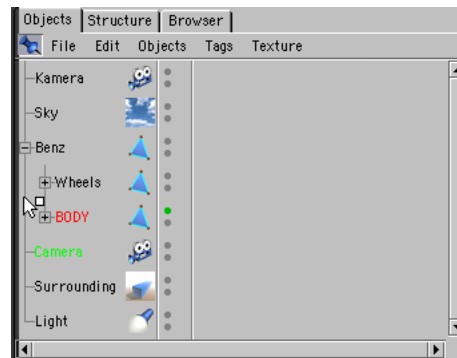 Objects Structure Browser
File Edit Objects Tags Texture
Kamera
Sky
Benz
Wheels
BODY
Camera
Surrounding
Light